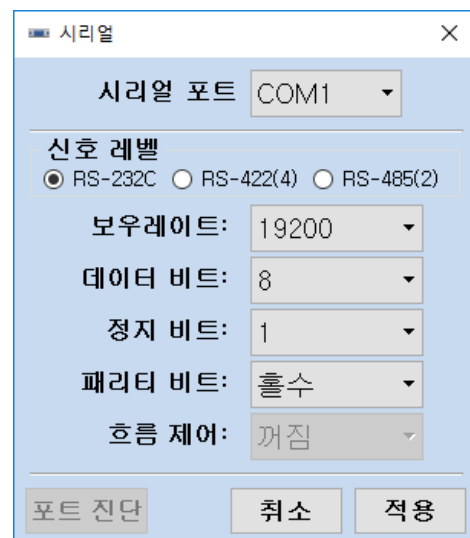 시리얼
시리얼 포트 COM1
신호 레벨
RS-232C RS-422(4) RS-485(2)
보우레이트: 19200
데이터 비트: 8
정지 비트: 1
패리티 비트: 홀수
흐름 제어: 꺼짐
포트 진단 취소 적용